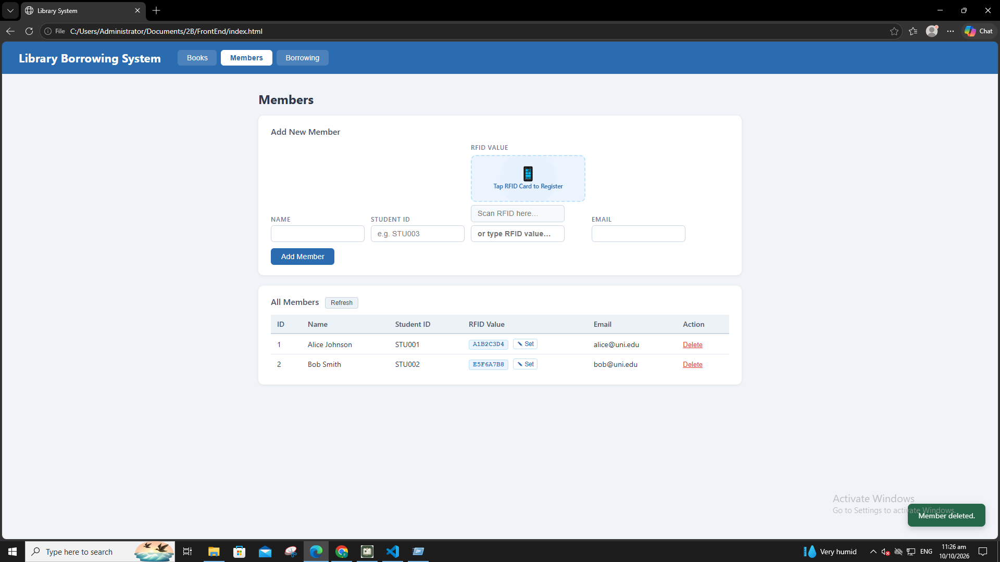 Library System
File C:/Users/Administrator/Documents/2B/FrontEnd/index.html
Chat
Library Borrowing System Books Members Borrowing
Members
Add New Member
RFID VALUE
Tap RFID Card to Register
Scan RFID here...
NAME STUDENT ID EMAIL
e.g. STU003 or type RFID value...
Add Member
All Members Refresh
ID Name Student ID RFID Value Email Action
1 Alice Johnson STU001 A1B2C3D4 Set alice@uni.edu Delete
2 Bob Smith STU002 E5F6A7B8 Set bob@uni.edu Delete
Activate Windows
Go to Settings to activate Windows.
Member deleted.
Type here to search
Very humid
ENG
11:26 am
10/10/2026